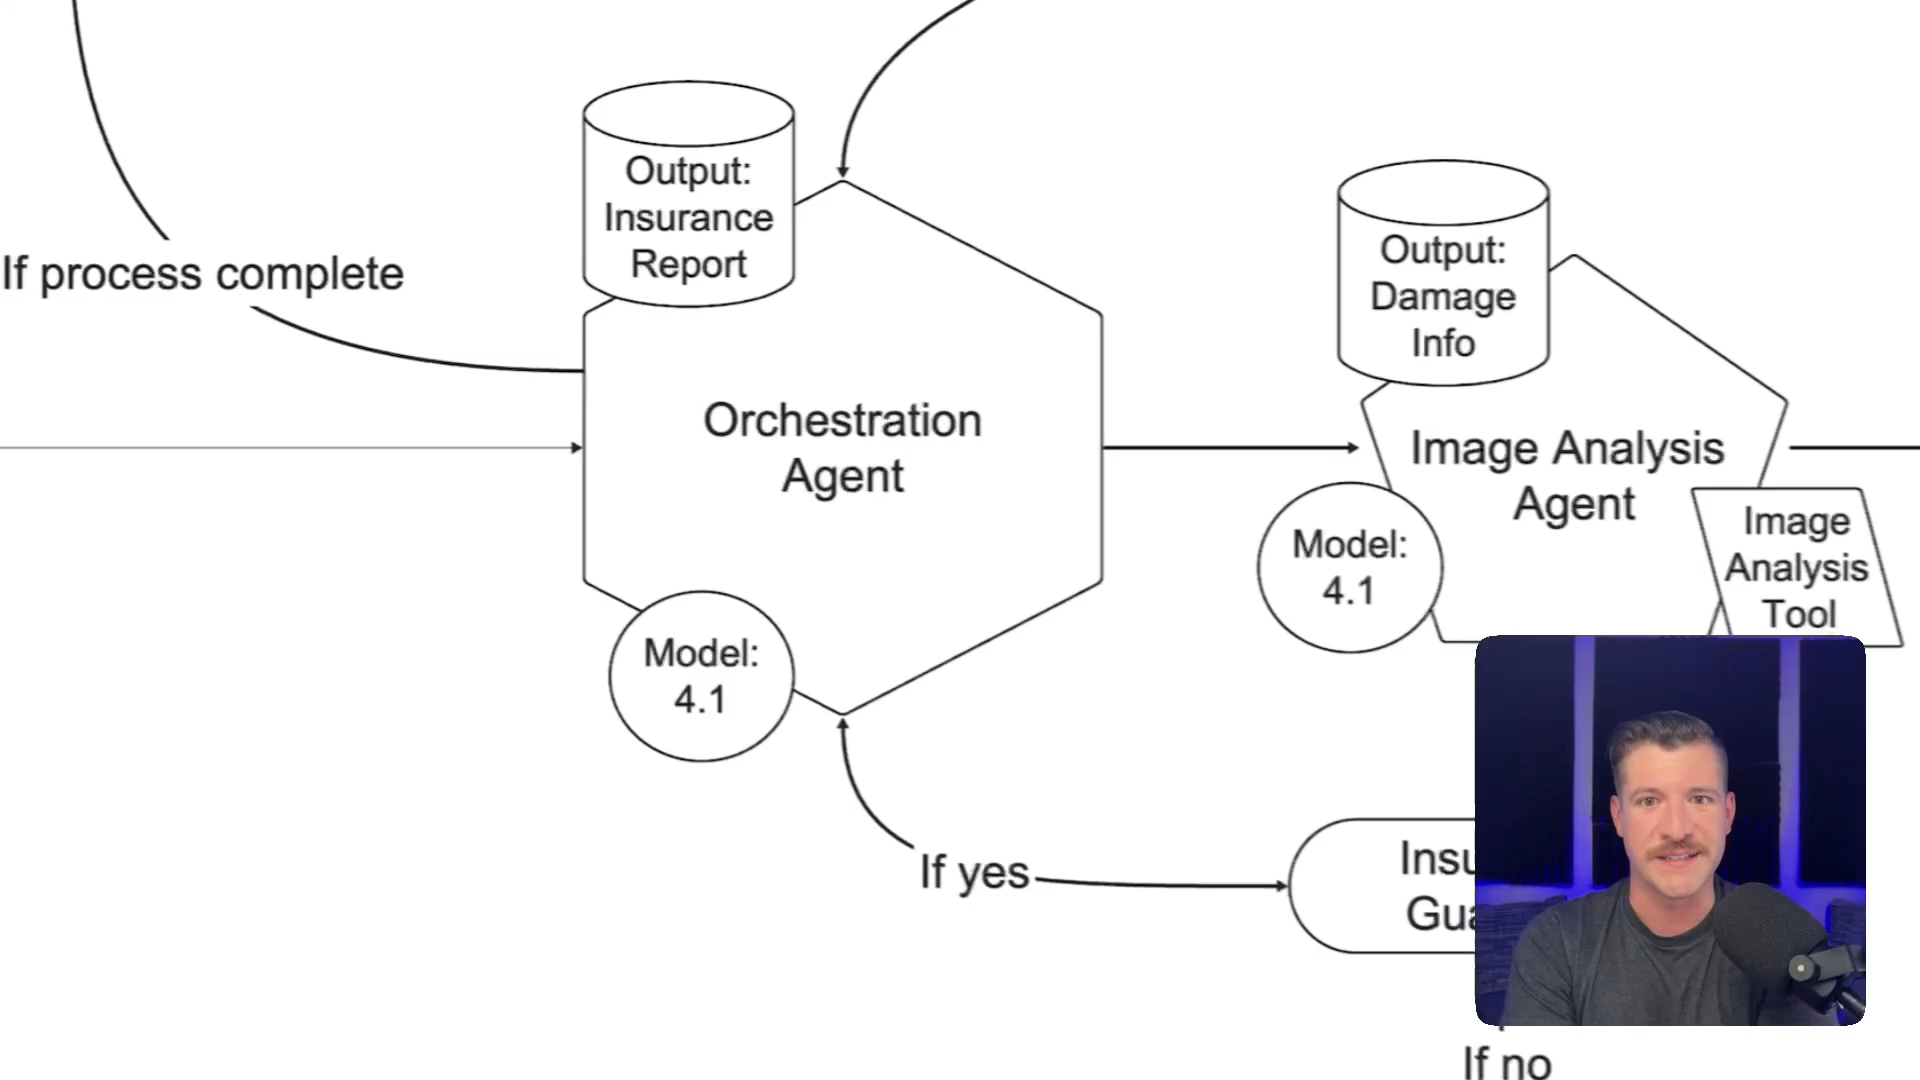 Output:
Insurance
Report
If process complete
Orchestration
Agent
Model:
4.1
Output:
Damage
Info
Image Analysis
Agent
Model:
4.1
Image
Analysis
Tool
If yes
If no